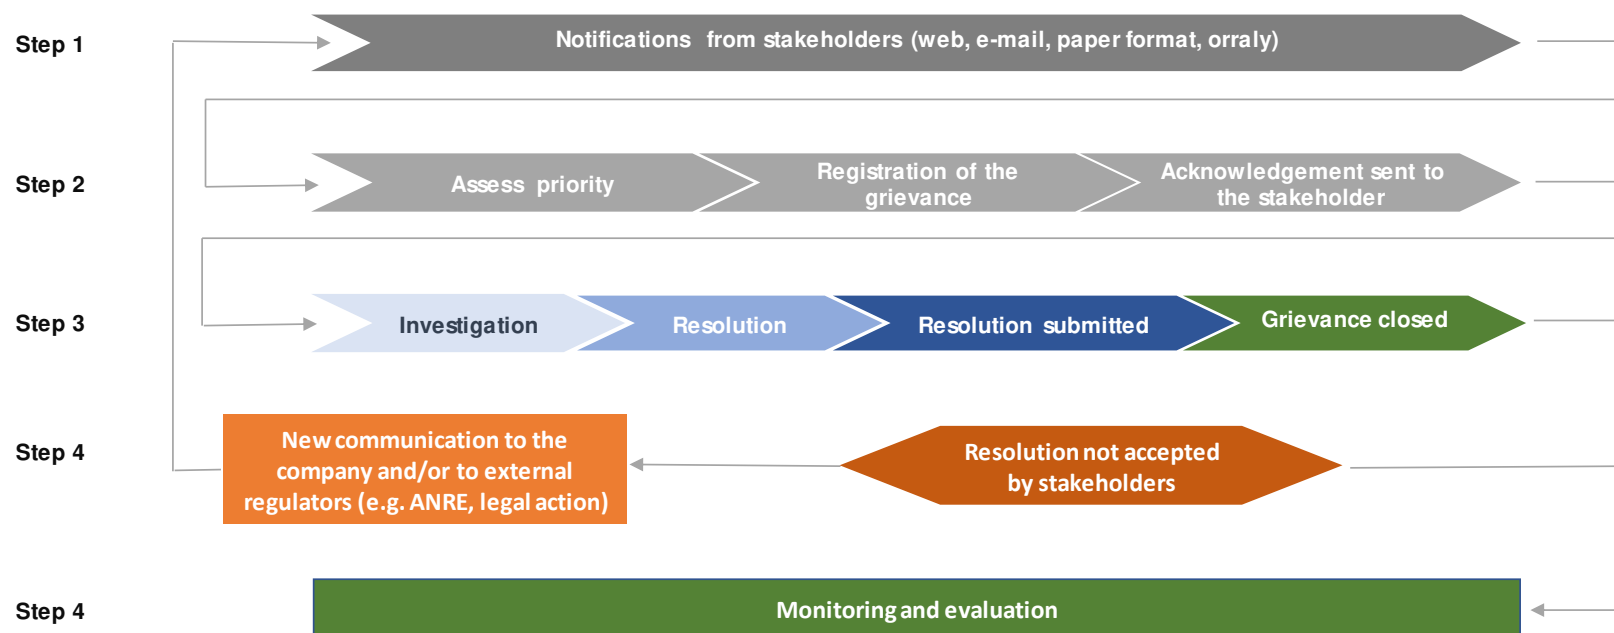 Step 1
Notifications from stakeholders (web, e-mail, paper format, orraly)
Step 2
Assess priority
Registration of the
grievance
Acknowledgement sent to
the stakeholder
Step 3
Investigation
Resolution
Resolution submitted
Grievance closed
Step 4
New communication to the
company and/or to external
regulators (e.g. ANRE, legal action)
Resolution not accepted
by stakeholders
Step 4
Monitoring and evaluation